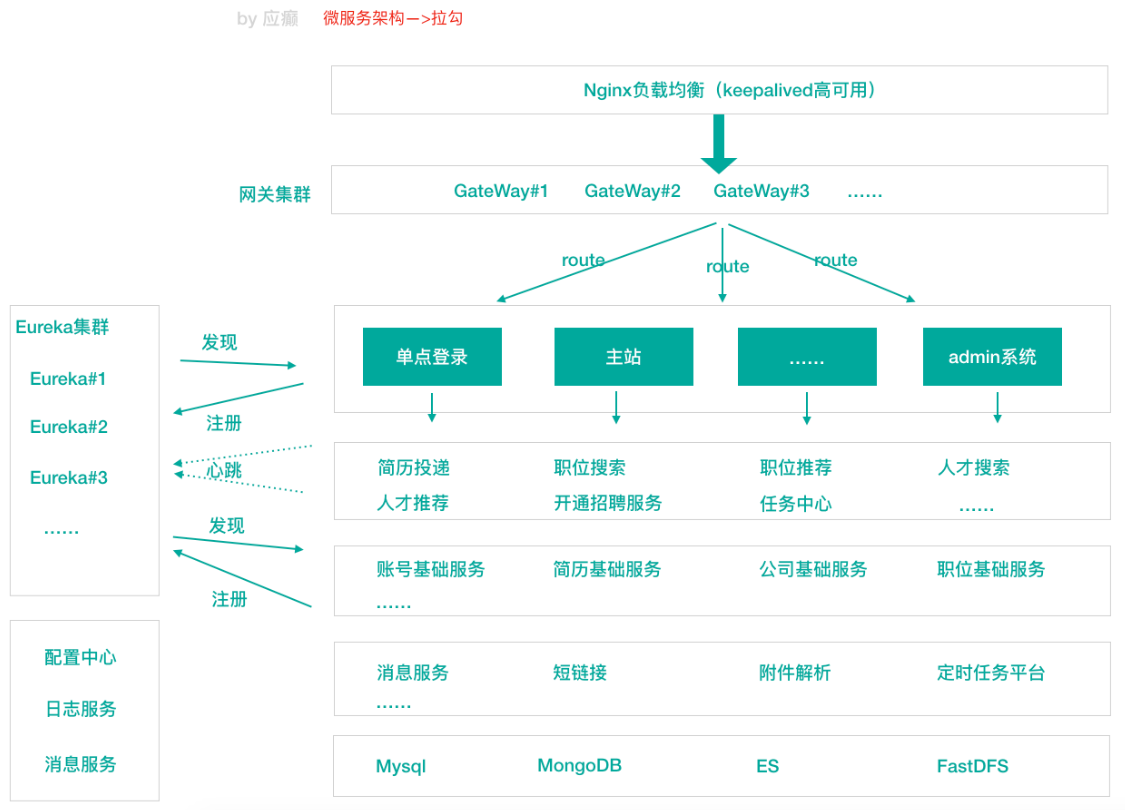 by 应癫 微服务架构—>拉勾
Nginx负载均衡（keepalived高可用）
网关集群
GateWay#1 GateWay#2 GateWay#3 ......
route route route
Eureka集群
Eureka#1
Eureka#2
Eureka#3
......
发现
注册
心跳
发现
注册
单点登录 主站 ...... admin系统
简历投递 职位搜索 职位推荐 人才搜索
人才推荐 开通招聘服务 任务中心 ......
账号基础服务 简历基础服务 公司基础服务 职位基础服务
......
配置中心
日志服务
消息服务
消息服务 短链接 附件解析 定时任务平台
......
Mysql MongoDB ES FastDFS